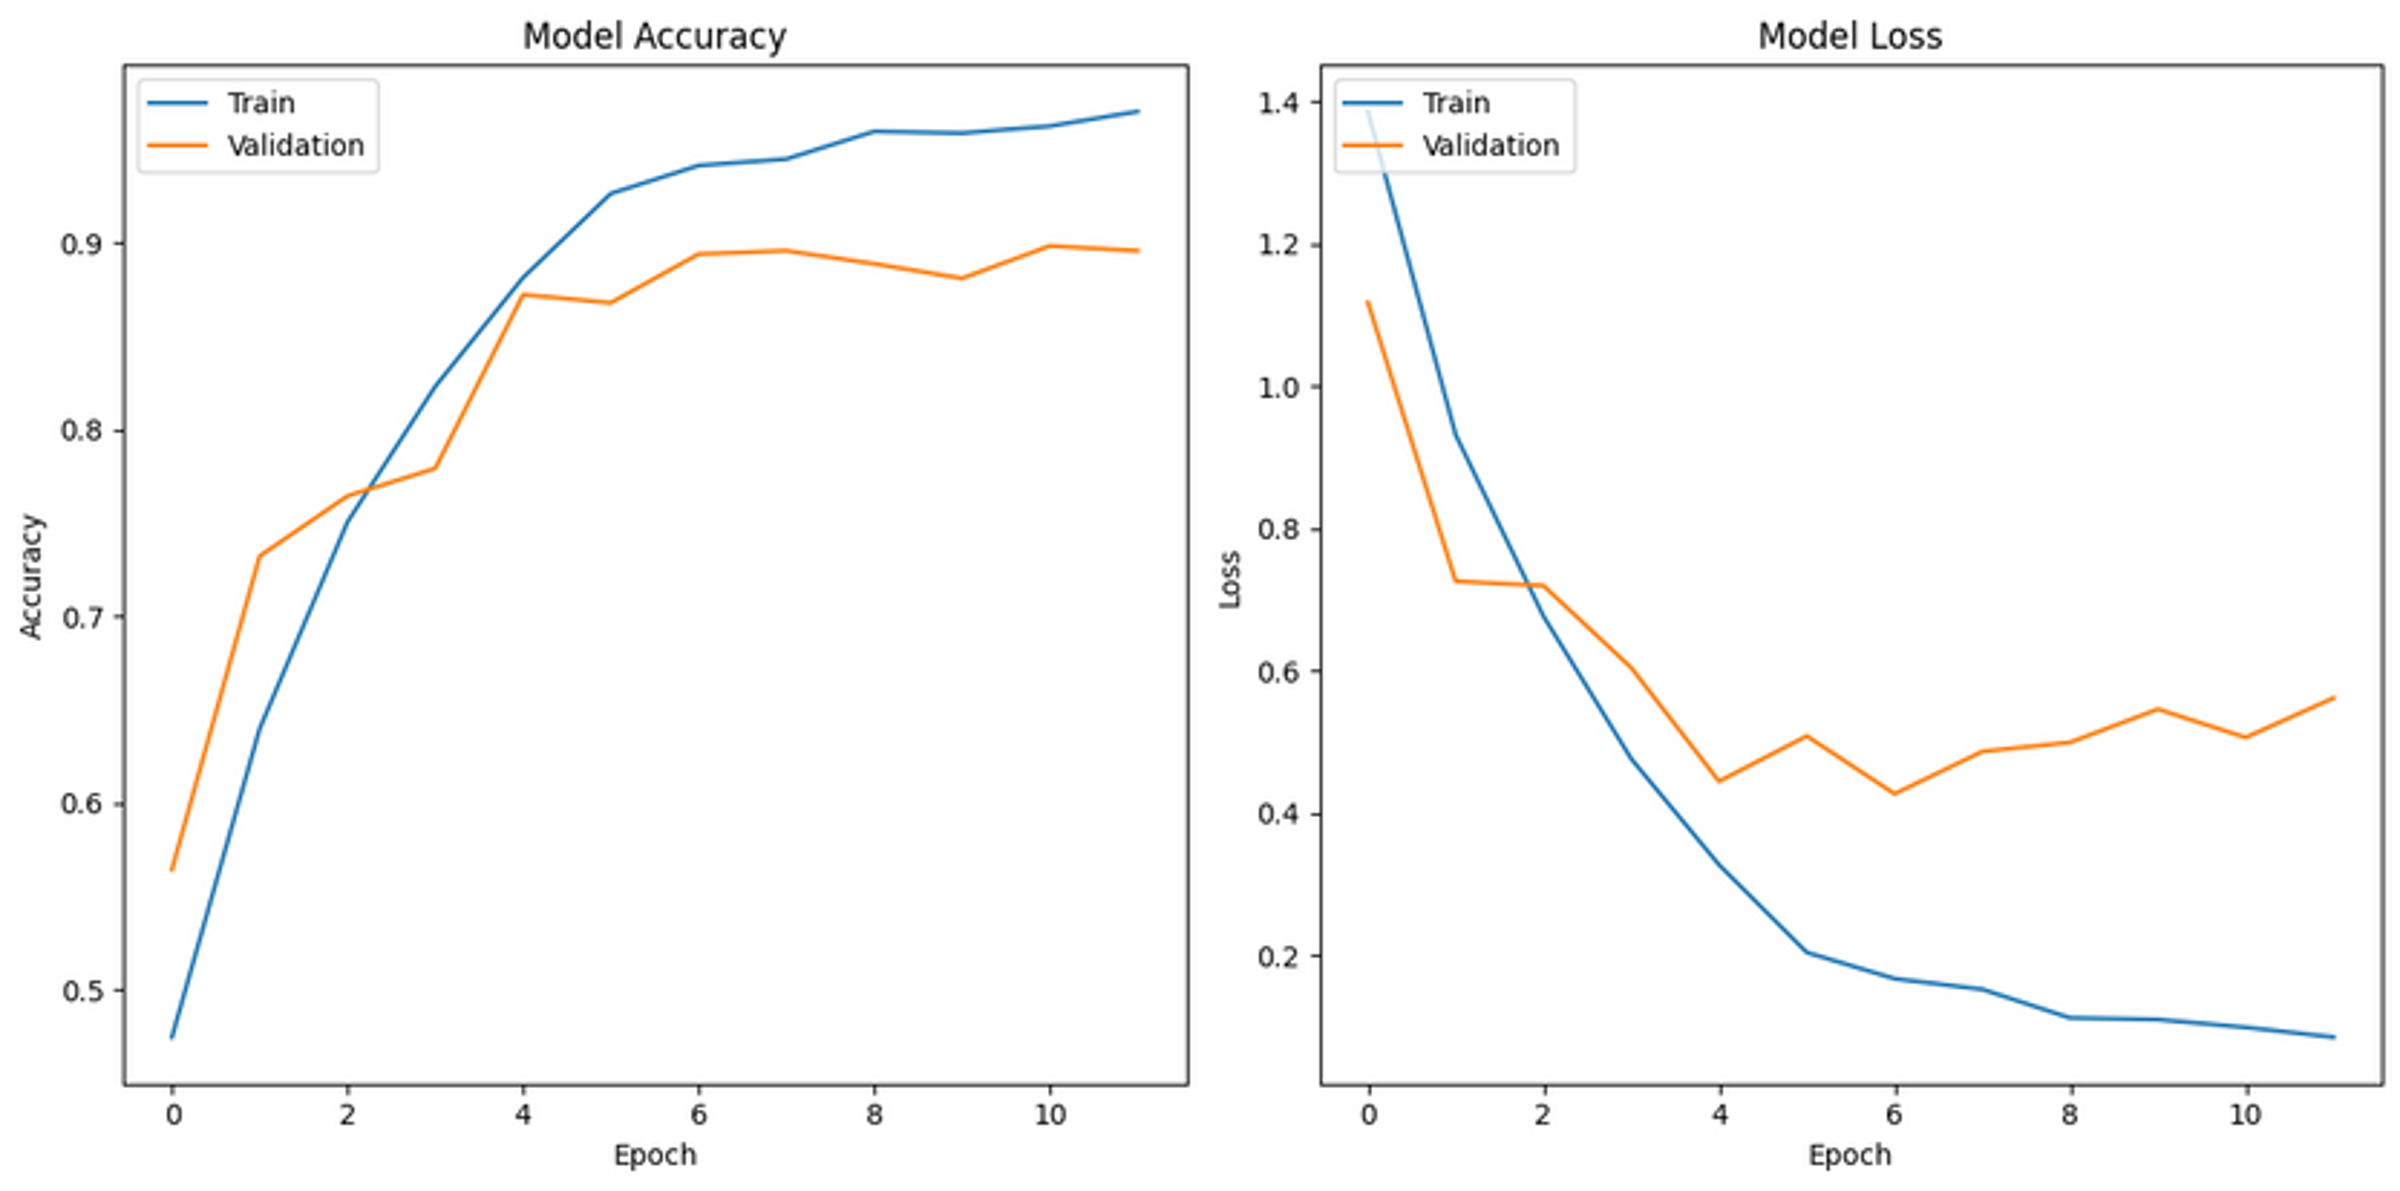 Model Accuracy
Train
Validation
0.9
0.8
0.7
0.6
0.5
Accuracy
0 2 4 6 8 10
Epoch
Model Loss
Train
Validation
1.4
1.2
1.0
0.8
0.6
0.4
0.2
Loss
0 2 4 6 8 10
Epoch